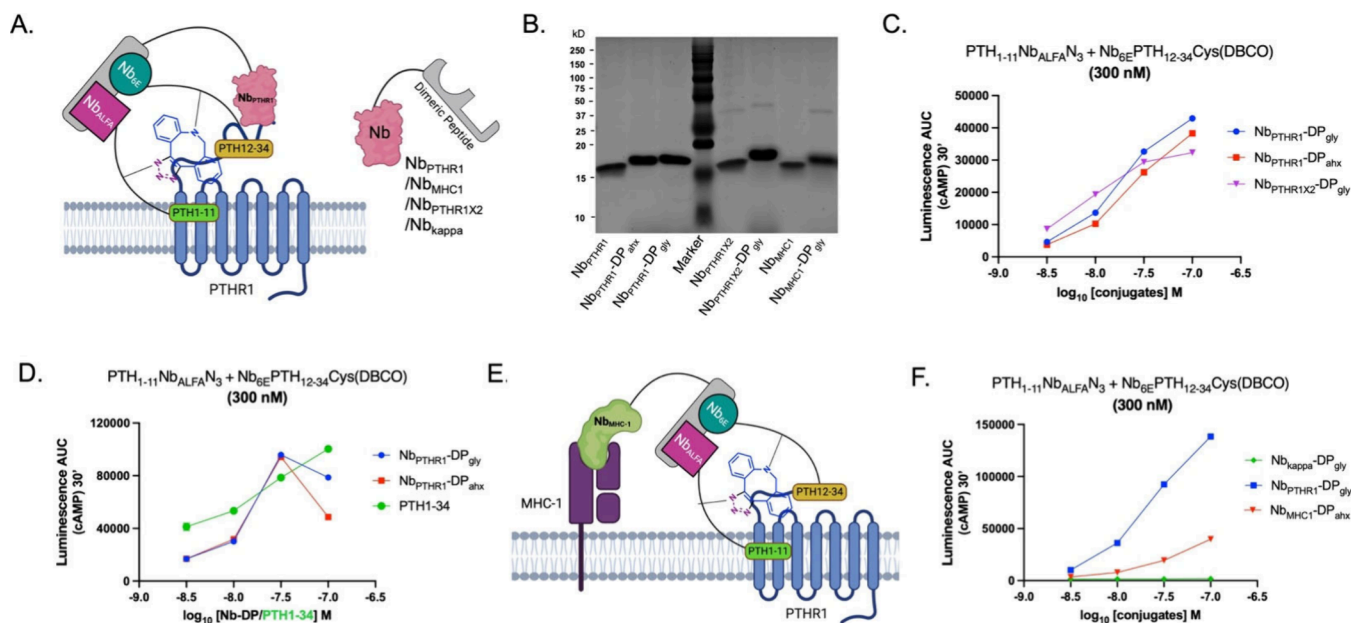 A.
Nb6E
NbALFA
NbPTHR1
PTH12-34
N
PTH1-11
PTHR1
Nb
Dimeric Peptide
NbPTHR1
/NbMHC1
/NbPTHR1X2
/Nbkappa
B.
kD
250
150
100
75
50
37
25
20
15
10
NbPTHR1
NbPTHR1-DPahx
NbPTHR1-DPgly
Marker
NbPTHR1X2
NbPTHR1X2-DPgly
NbMHC1
NbMHC1-DPgly
C.
PTH1-11NbALFAN3 + Nb6EPTH12-34Cys(DBCO)
(300 nM)
Luminescence AUC
(cAMP) 30'
50000
40000
30000
20000
10000
0
-9.0 -8.5 -8.0 -7.5 -7.0 -6.5
log10 [conjugates] M
NbPTHR1-DPgly
NbPTHR1-DPahx
NbPTHR1X2-DPgly
D.
PTH1-11NbALFAN3 + Nb6EPTH12-34Cys(DBCO)
(300 nM)
Luminescence AUC
(cAMP) 30'
120000
80000
40000
0
-9.0 -8.5 -8.0 -7.5 -7.0 -6.5
log10 [Nb-DP/PTH1-34] M
NbPTHR1-DPgly
NbPTHR1-DPahx
PTH1-34
E.
NbMHC-1
Nb6E
NbALFA
MHC-1
N
PTH12-34
PTH1-11
PTHR1
F.
PTH1-11NbALFAN3 + Nb6EPTH12-34Cys(DBCO)
(300 nM)
Luminescence AUC
(cAMP) 30'
150000
100000
50000
0
-9.0 -8.5 -8.0 -7.5 -7.0 -6.5
log10 [conjugates] M
Nbkappa-DPgly
NbPTHR1-DPgly
NbMHC1-DPahx